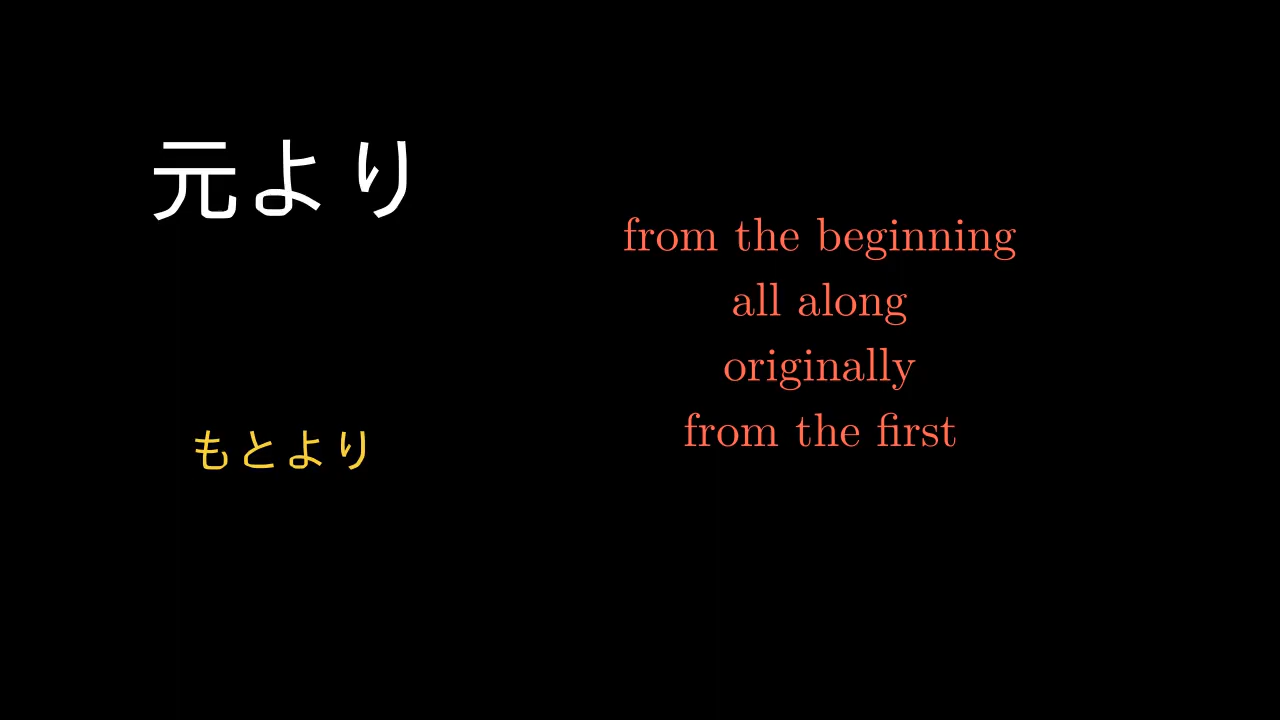 元より
もとより
from the beginning
all along
originally
from the first